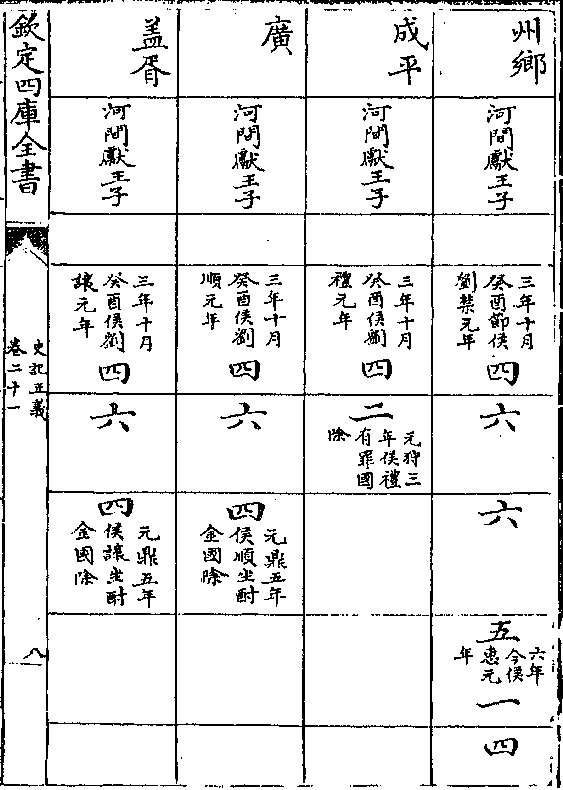 州鄉
河間獻王子
三年十月
癸酉節侯
劉禁元年
四
六
六
五
六年
今侯
惠元
年
一
四
成平
河間獻王子
三年十月
癸酉侯劉
禮元年
四
二
元狩三
年侯禮
有罪國
除
廣
河間獻王子
三年十月
癸酉侯劉
順元年
四
六
四
元鼎五年
侯順坐酎
金國除
盖胥
河間獻王子
三年十月
癸酉侯劉
讓元年
四
六
四
元鼎五年
侯讓坐酎
金國除
欽定四庫全書
史記正義
卷二十一
八